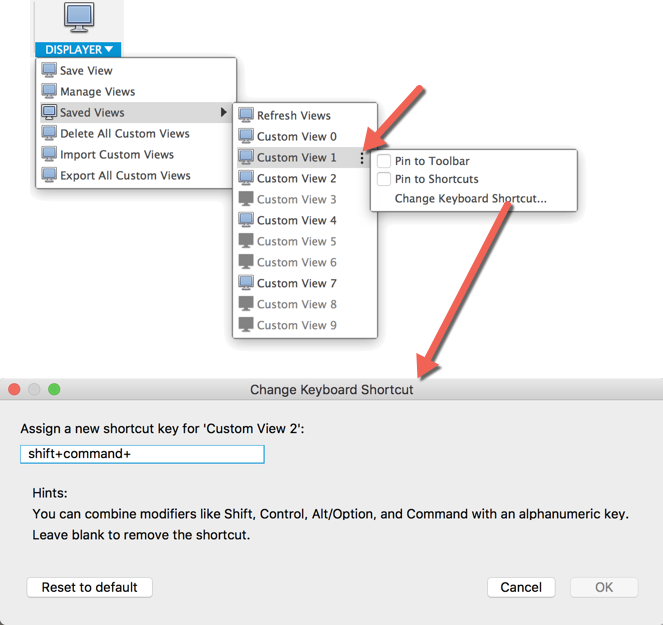 DISPLAYER ▼
Save View
Manage Views
Saved Views
Delete All Custom Views
Import Custom Views
Export All Custom Views
Refresh Views
Custom View 0
Custom View 1
Custom View 2
Custom View 3
Custom View 4
Custom View 5
Custom View 6
Custom View 7
Custom View 8
Custom View 9
Pin to Toolbar
Pin to Shortcuts
Change Keyboard Shortcut...
Change Keyboard Shortcut
Assign a new shortcut key for 'Custom View 2':
shift+command+
Hints:
You can combine modifiers like Shift, Control, Alt/Option, and Command with an alphanumeric key.
Leave blank to remove the shortcut.
Reset to default
Cancel
OK